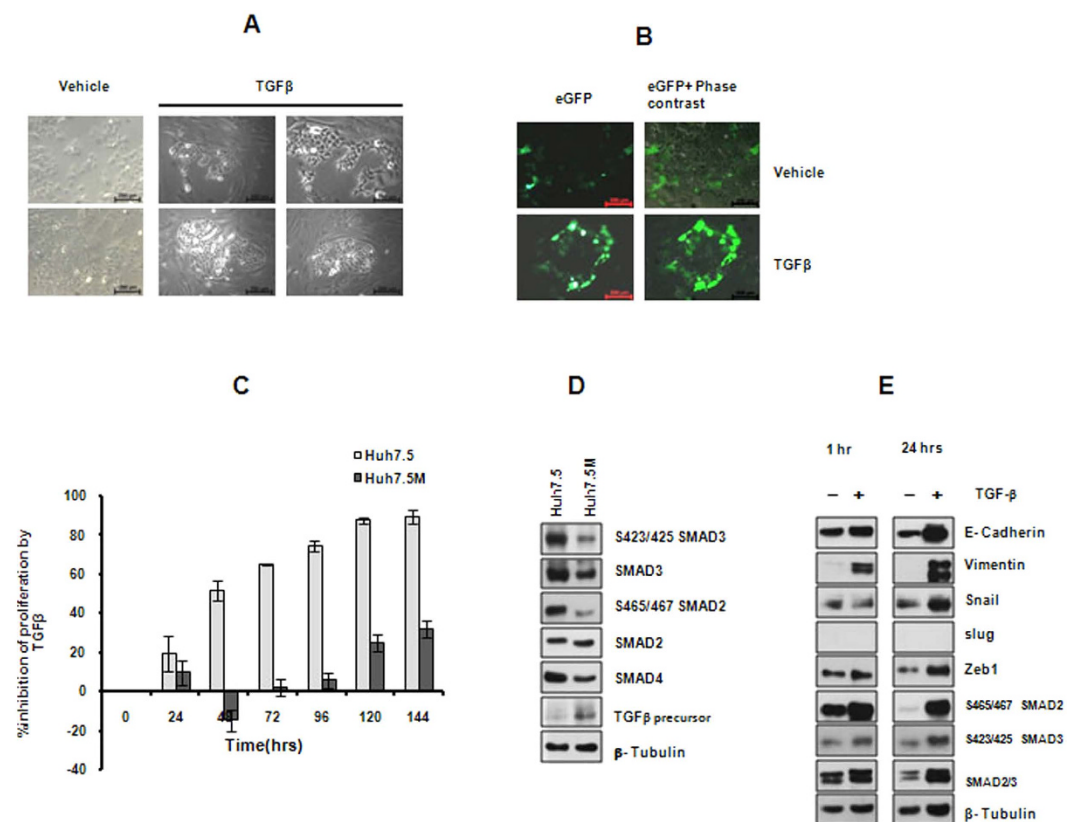 A
Vehicle
TGFβ
B
eGFP
eGFP+ Phase
contrast
Vehicle
TGFβ
C
Huh7.5
Huh7.5M
%inhibition of proliferation by
TGFβ
100
80
60
40
20
0
-20
-40
0 24 48 72 96 120 144
Time(hrs)
D
Huh7.5
Huh7.5M
S423/425 SMAD3
SMAD3
S465/467 SMAD2
SMAD2
SMAD4
TGFβ precursor
β- Tubulin
E
1 hr 24 hrs
− + − + TGF-β
E- Cadherin
Vimentin
Snail
slug
Zeb1
S465/467 SMAD2
S423/425 SMAD3
SMAD2/3
β- Tubulin